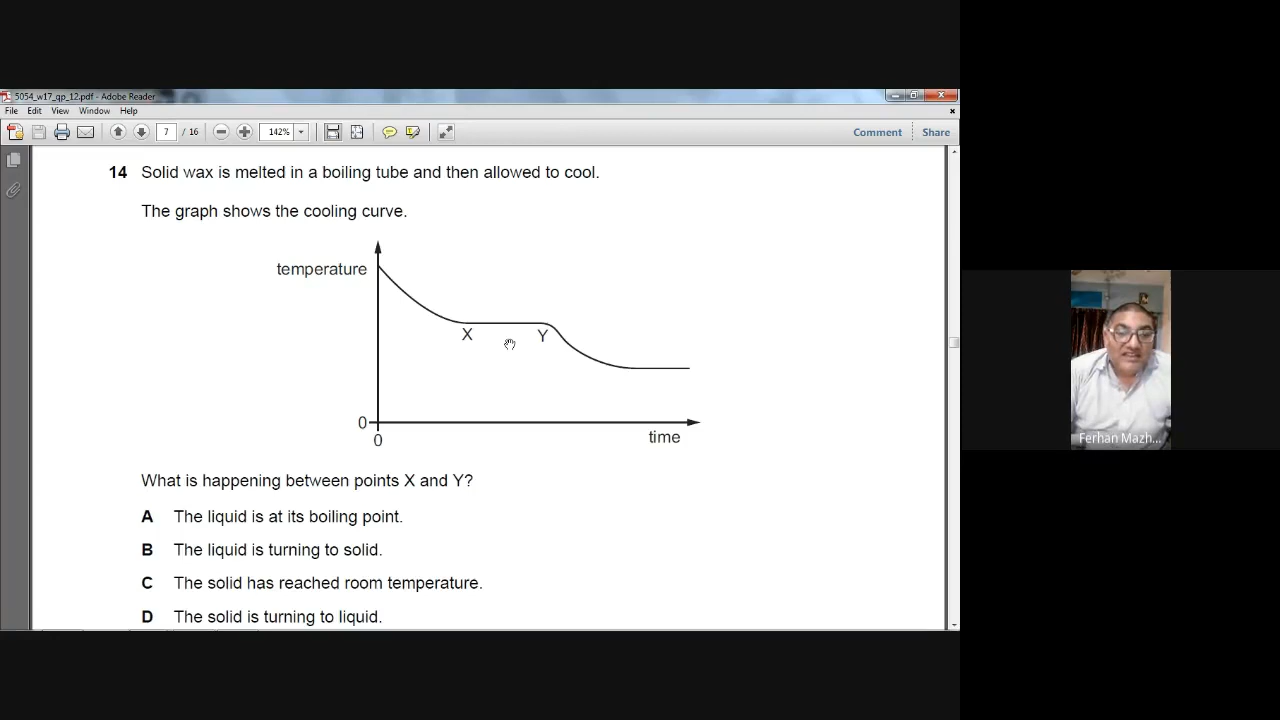 5054_w17_qp_12.pdf - Adobe Reader
File Edit View Window Help
7 / 16 142% Comment Share
14 Solid wax is melted in a boiling tube and then allowed to cool.
The graph shows the cooling curve.
temperature
X Y
0
0
time
What is happening between points X and Y?
A The liquid is at its boiling point.
B The liquid is turning to solid.
C The solid has reached room temperature.
D The solid is turning to liquid.
Ferhan Mazh...